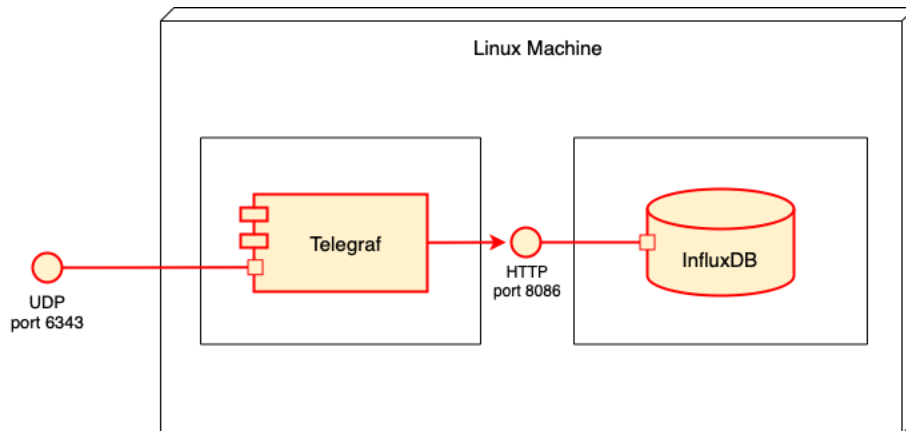 Linux Machine
Telegraf
InfluxDB
HTTP
port 8086
UDP
port 6343